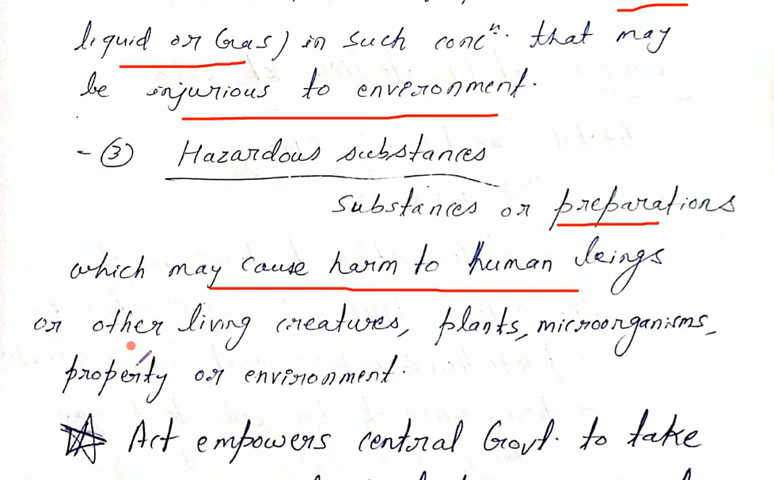 liquid or Gas) in such concⁿ. that may
be injurious to environment.
- ③ Hazardous substances
substances or preparations
which may cause harm to human beings
or other living creatures, plants, microorganisms,
property or environment.
Act empowers central Govt. to take